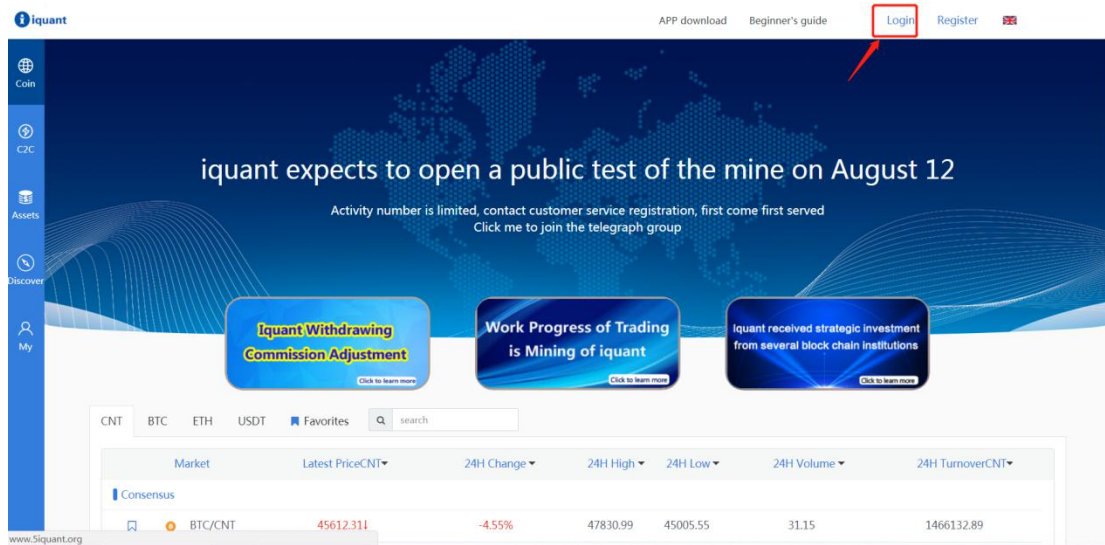 iquant
APP download Beginner's guide Login Register
Coin
C2C
Assets
Discover
My
iquant expects to open a public test of the mine on August 12
Activity number is limited, contact customer service registration, first come first served
Click me to join the telegraph group
Iquant Withdrawing
Commission Adjustment
Click to learn more
Work Progress of Trading
is Mining of iquant
Click to learn more
Iquant received strategic investment
from several block chain institutions
Click to learn more
CNT BTC ETH USDT Favorites search
Market Latest PriceCNT 24H Change 24H High 24H Low 24H Volume 24H TurnoverCNT
Consensus
BTC/CNT 45612.31↓ -4.55% 47830.99 45005.55 31.15 1466132.89
www.5iquant.org